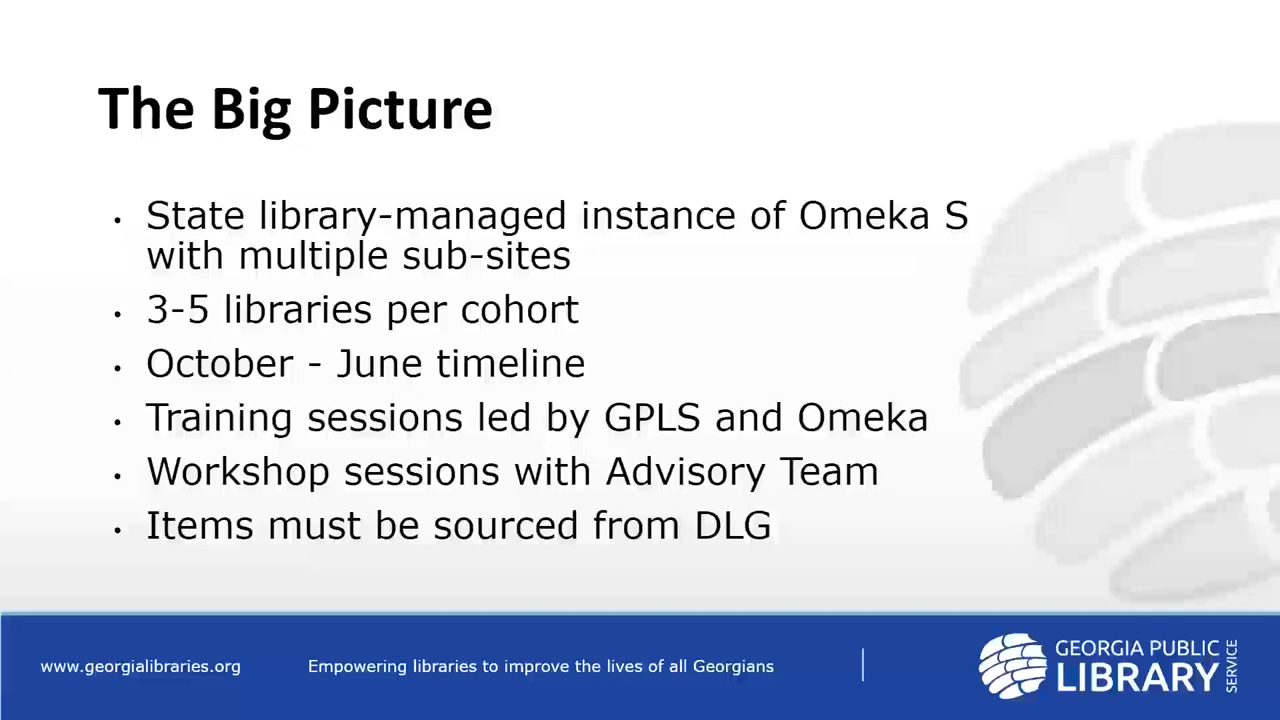 The Big Picture
• State library-managed instance of Omeka S
with multiple sub-sites
• 3-5 libraries per cohort
• October - June timeline
• Training sessions led by GPLS and Omeka
• Workshop sessions with Advisory Team
• Items must be sourced from DLG
www.georgialibraries.org
Empowering libraries to improve the lives of all Georgians
GEORGIA PUBLIC
LIBRARY
SERVICE